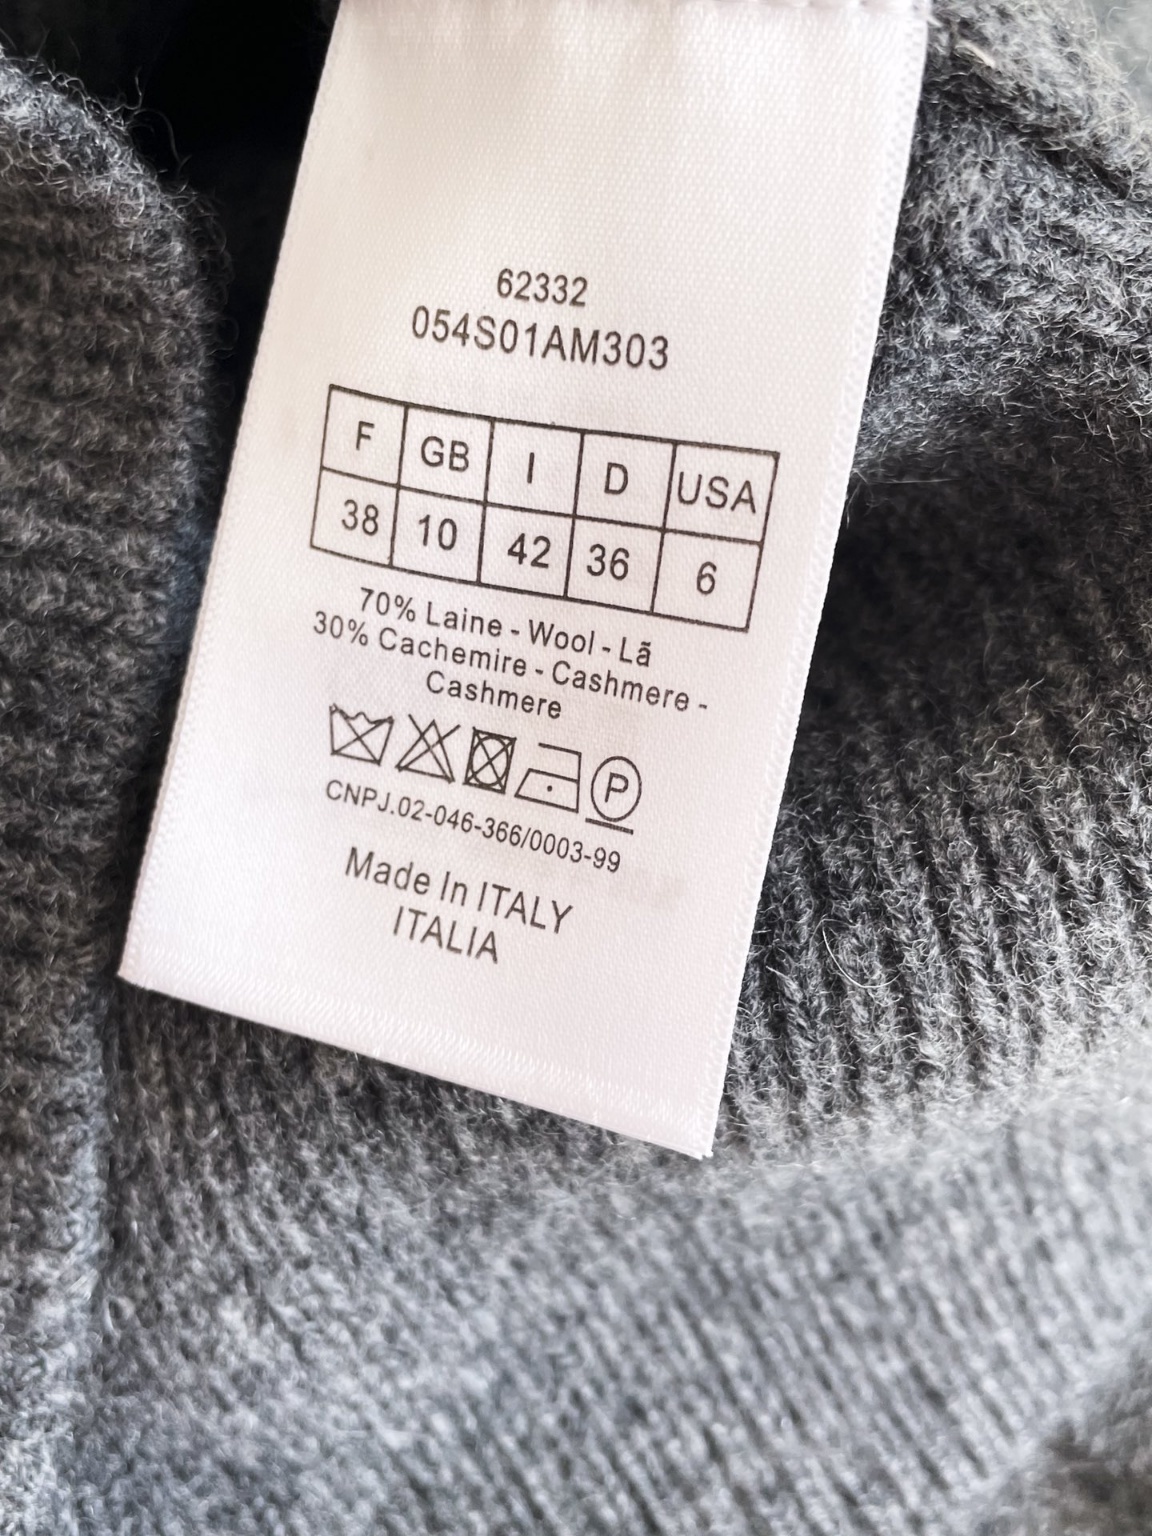 62332
054S01AM303
F GB I D USA
38 10 42 36 6
70% Laine - Wool - Lã
30% Cachemire - Cashmere -
Cashmere
P
CNPJ.02-046-366/0003-99
Made In ITALY
ITALIA